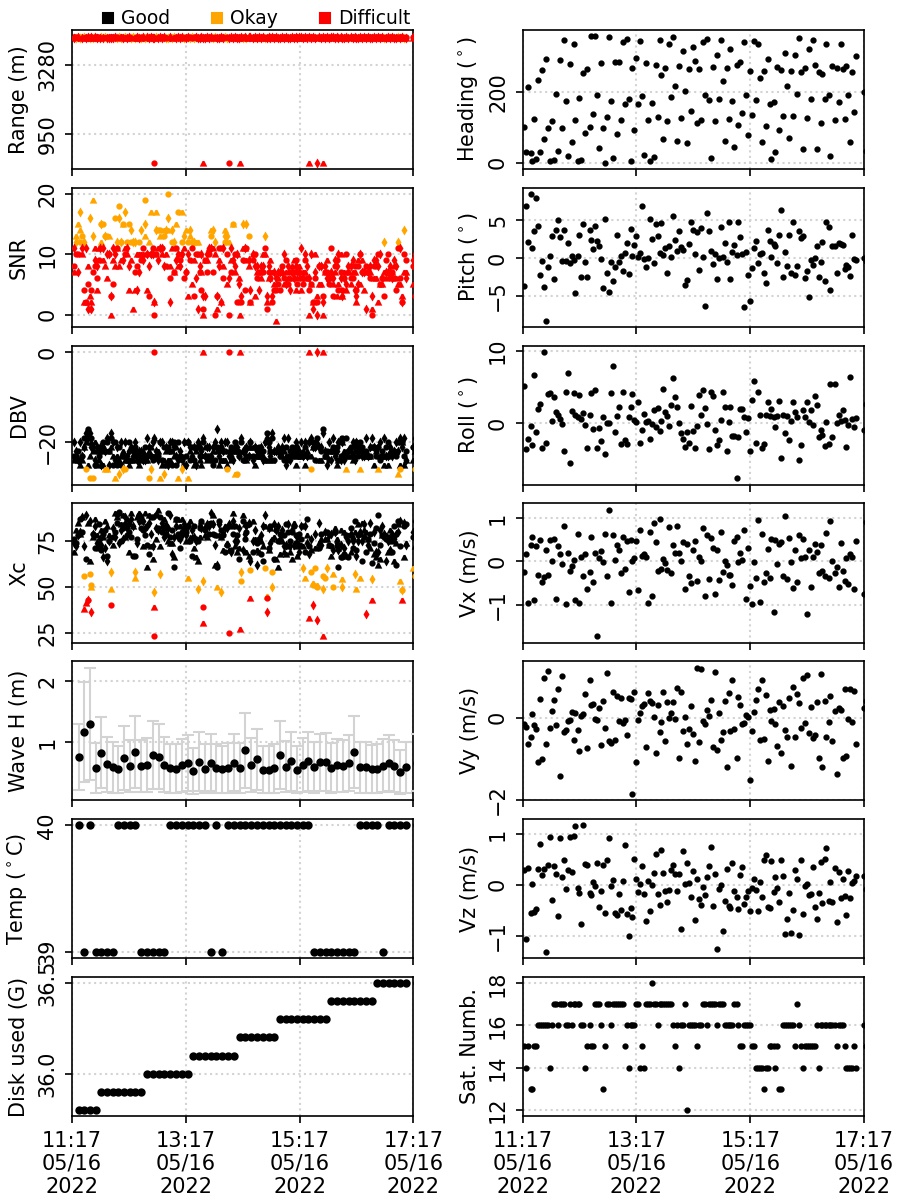 Good Okay Difficult
Range (m)
3280
950
Heading (°)
200
0
SNR
20
10
0
Pitch (°)
5
0
−5
DBV
0
−20
Roll (°)
10
0
Xc
75
50
25
Vx (m/s)
1
0
−1
Wave H (m)
2
1
Vy (m/s)
0
−2
Temp (°C)
40
539
Vz (m/s)
1
0
−1
Disk used (G)
36.
36.0
Sat. Numb.
18
16
14
12
11:17 13:17 15:17 17:17
05/16 05/16 05/16 05/16
2022 2022 2022 2022
11:17 13:17 15:17 17:17
05/16 05/16 05/16 05/16
2022 2022 2022 2022